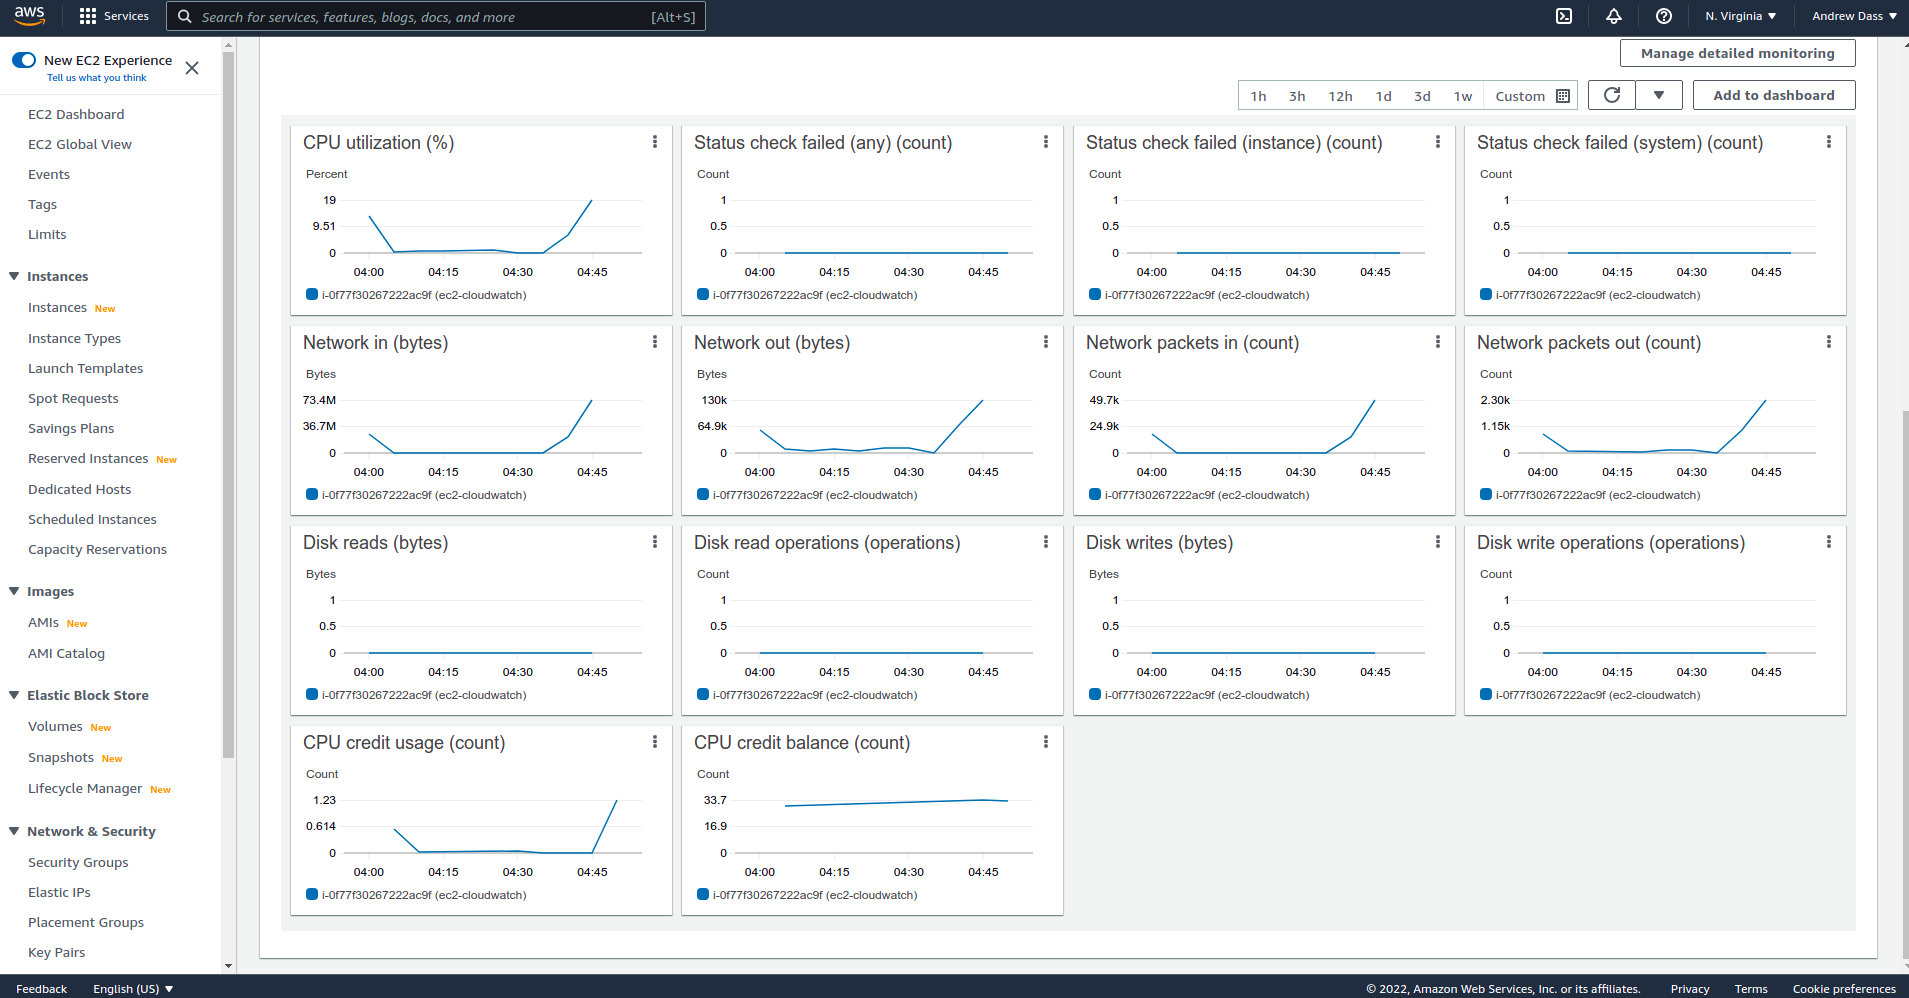 aws
Services
Search for services, features, blogs, docs, and more
[Alt+S]
N. Virginia ▼
Andrew Dass ▼
New EC2 Experience
Tell us what you think
EC2 Dashboard
EC2 Global View
Events
Tags
Limits
Instances
Instances New
Instance Types
Launch Templates
Spot Requests
Savings Plans
Reserved Instances New
Dedicated Hosts
Scheduled Instances
Capacity Reservations
Images
AMIs New
AMI Catalog
Elastic Block Store
Volumes New
Snapshots New
Lifecycle Manager New
Network & Security
Security Groups
Elastic IPs
Placement Groups
Key Pairs
Manage detailed monitoring
1h 3h 12h 1d 3d 1w Custom
Add to dashboard
CPU utilization (%)
Percent
19
9.51
0
04:00 04:15 04:30 04:45
i-0f77f30267222ac9f (ec2-cloudwatch)
Status check failed (any) (count)
Count
1
0.5
0
04:00 04:15 04:30 04:45
i-0f77f30267222ac9f (ec2-cloudwatch)
Status check failed (instance) (count)
Count
1
0.5
0
04:00 04:15 04:30 04:45
i-0f77f30267222ac9f (ec2-cloudwatch)
Status check failed (system) (count)
Count
1
0.5
0
04:00 04:15 04:30 04:45
i-0f77f30267222ac9f (ec2-cloudwatch)
Network in (bytes)
Bytes
73.4M
36.7M
0
04:00 04:15 04:30 04:45
i-0f77f30267222ac9f (ec2-cloudwatch)
Network out (bytes)
Bytes
130k
64.9k
0
04:00 04:15 04:30 04:45
i-0f77f30267222ac9f (ec2-cloudwatch)
Network packets in (count)
Count
49.7k
24.9k
0
04:00 04:15 04:30 04:45
i-0f77f30267222ac9f (ec2-cloudwatch)
Network packets out (count)
Count
2.30k
1.15k
0
04:00 04:15 04:30 04:45
i-0f77f30267222ac9f (ec2-cloudwatch)
Disk reads (bytes)
Bytes
1
0.5
0
04:00 04:15 04:30 04:45
i-0f77f30267222ac9f (ec2-cloudwatch)
Disk read operations (operations)
Count
1
0.5
0
04:00 04:15 04:30 04:45
i-0f77f30267222ac9f (ec2-cloudwatch)
Disk writes (bytes)
Bytes
1
0.5
0
04:00 04:15 04:30 04:45
i-0f77f30267222ac9f (ec2-cloudwatch)
Disk write operations (operations)
Count
1
0.5
0
04:00 04:15 04:30 04:45
i-0f77f30267222ac9f (ec2-cloudwatch)
CPU credit usage (count)
Count
1.23
0.614
0
04:00 04:15 04:30 04:45
i-0f77f30267222ac9f (ec2-cloudwatch)
CPU credit balance (count)
Count
33.7
16.9
0
04:00 04:15 04:30 04:45
i-0f77f30267222ac9f (ec2-cloudwatch)
Feedback
English (US) ▼
© 2022, Amazon Web Services, Inc. or its affiliates.
Privacy
Terms
Cookie preferences